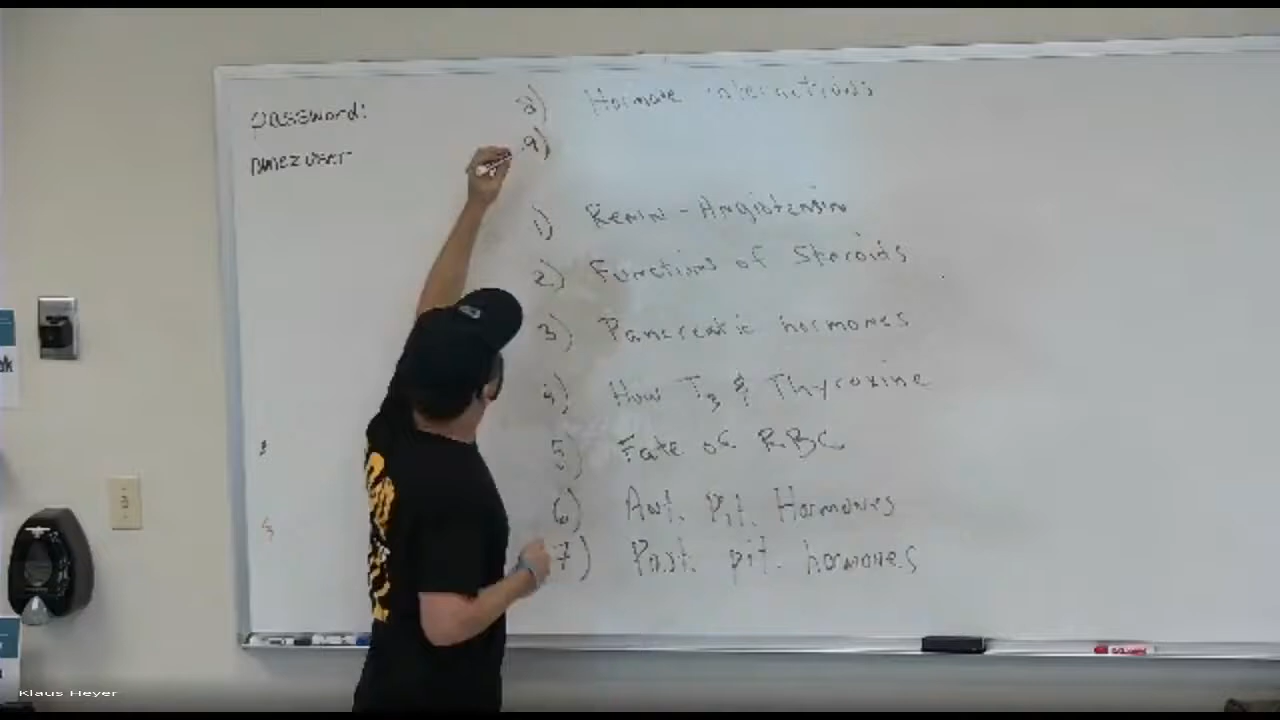 password:
8) Hormone interactions
9)
1) Renin-Angiotensin
2) Functions of Steroids
3) Pancreatic hormones
4) How T3 & Thyroxine
5) Fate of RBC
6) Ant. Pit. Hormones
7) Post. pit. hormones
Klaus Heyer